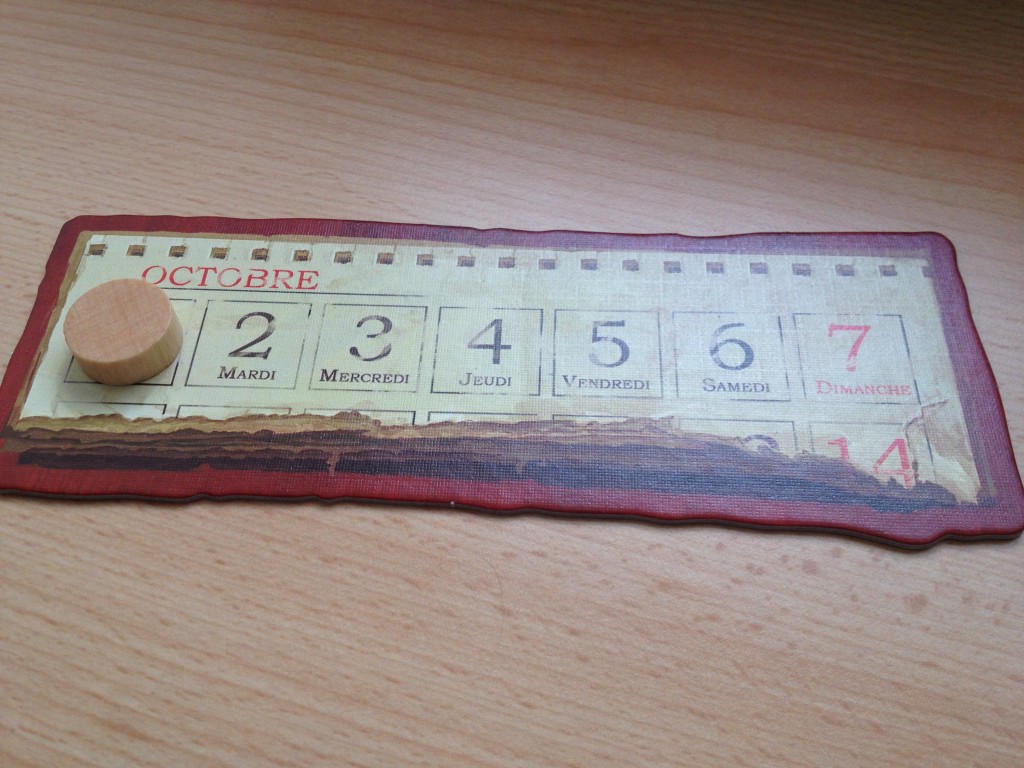 OCTOBRE
2 3 4 5 6 7
MARDI MERCREDI JEUDI VENDREDI SAMEDI DIMANCHE
14